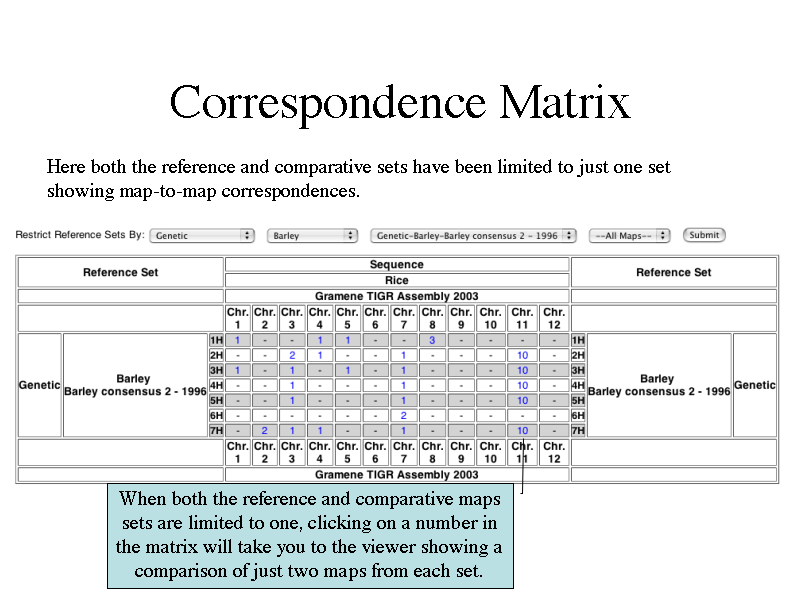 Correspondence Matrix
Here both the reference and comparative sets have been limited to just one set
showing map-to-map correspondences.
Restrict Reference Sets By: Genetic Barley Genetic-Barley-Barley consensus 2 - 1996 --All Maps-- Submit
Reference Set Sequence Reference Set
Rice
Gramene TIGR Assembly 2003
Chr. Chr. Chr. Chr. Chr. Chr. Chr. Chr. Chr. Chr. Chr. Chr.
1 2 3 4 5 6 7 8 9 10 11 12
1H 1 - - 1 1 - - 3 - - - - 1H
2H - - 2 1 - - 1 - - - 10 - 2H
3H 1 - 1 - 1 - 1 - - - 10 - 3H
Genetic Barley Barley consensus 2 - 1996 4H - - 1 - - - 1 - - - 10 - 4H Barley Barley consensus 2 - 1996 Genetic
5H - - 1 - - - 1 - - - 10 - 5H
6H - - - - - - 2 - - - - - 6H
7H - 2 1 1 - - 1 - - - 10 - 7H
Chr. Chr. Chr. Chr. Chr. Chr. Chr. Chr. Chr. Chr. Chr. Chr.
1 2 3 4 5 6 7 8 9 10 11 12
Gramene TIGR Assembly 2003
When both the reference and comparative maps
sets are limited to one, clicking on a number in
the matrix will take you to the viewer showing a
comparison of just two maps from each set.